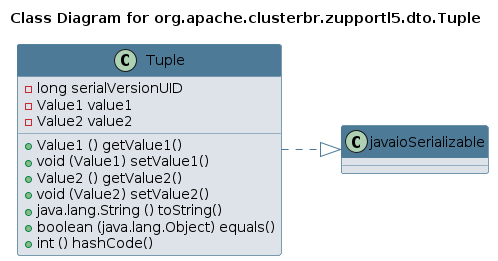 Class Diagram for org.apache.clusterbr.zupportl5.dto.Tuple
C Tuple
long serialVersionUID
Value1 value1
Value2 value2
Value1 () getValue1()
void (Value1) setValue1()
Value2 () getValue2()
void (Value2) setValue2()
java.lang.String () toString()
boolean (java.lang.Object) equals()
int () hashCode()
C javaioSerializable